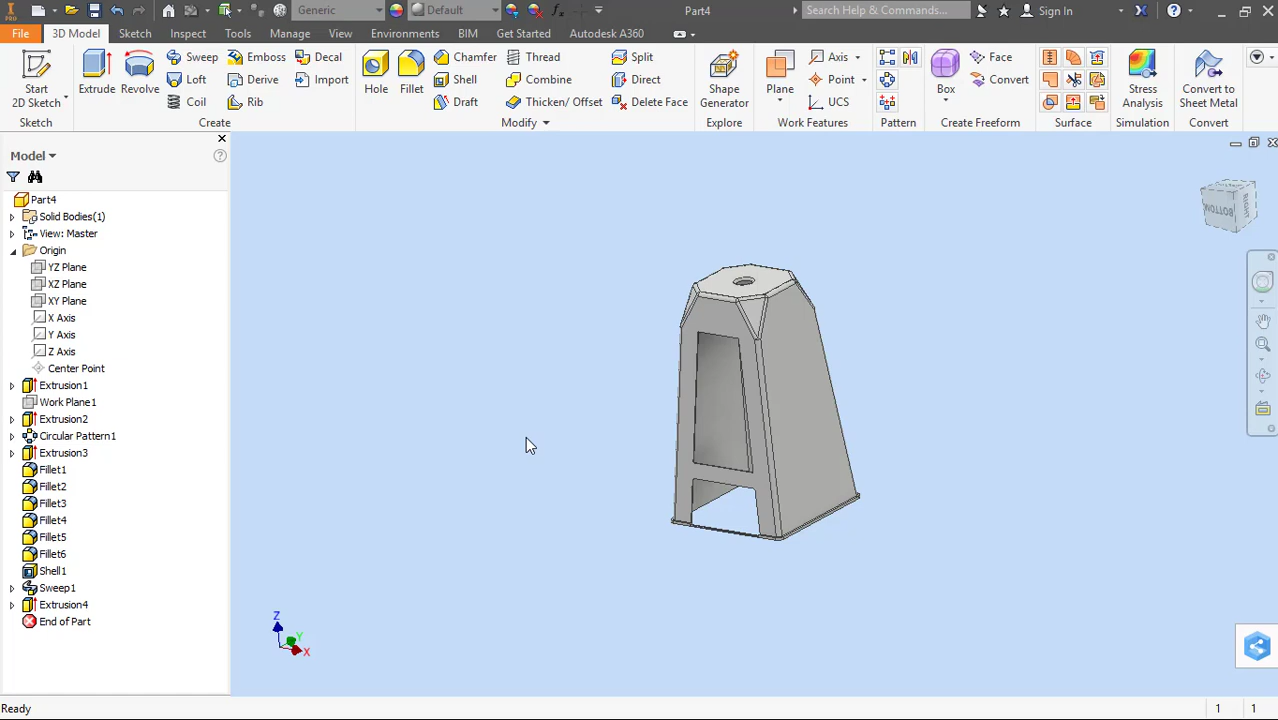 PRO Generic Default fx Part4 Search Help & Commands... Sign In
File 3D Model Sketch Inspect Tools Manage View Environments BIM Get Started Autodesk A360
Start 2D Sketch
Sketch
Extrude Revolve Sweep Loft Coil Emboss Derive Rib Decal Import
Create
Hole Fillet Chamfer Shell Draft Thread Combine Thicken/ Offset Split Direct Delete Face
Modify
Shape Generator
Explore
Plane Axis Point UCS
Work Features
Pattern
Box Face Convert
Create Freeform
Surface
Stress Analysis
Simulation
Convert to Sheet Metal
Convert
Model
Part4
Solid Bodies(1)
View: Master
Origin
YZ Plane
XZ Plane
XY Plane
X Axis
Y Axis
Z Axis
Center Point
Extrusion1
Work Plane1
Extrusion2
Circular Pattern1
Extrusion3
Fillet1
Fillet2
Fillet3
Fillet4
Fillet5
Fillet6
Shell1
Sweep1
Extrusion4
End of Part
BOTTOM RIGHT
Z
Y
X
Ready 1 1